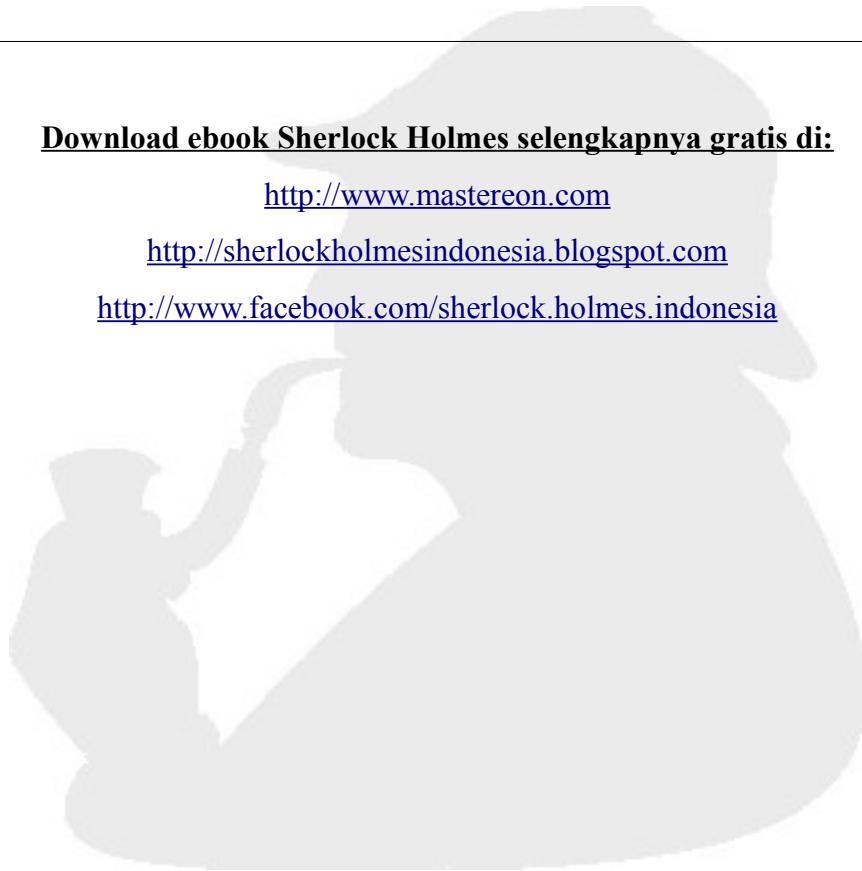 Download ebook Sherlock Holmes selengkapnya gratis di:
http://www.mastereon.com
http://sherlockholmesindonesia.blogspot.com
http://www.facebook.com/sherlock.holmes.indonesia